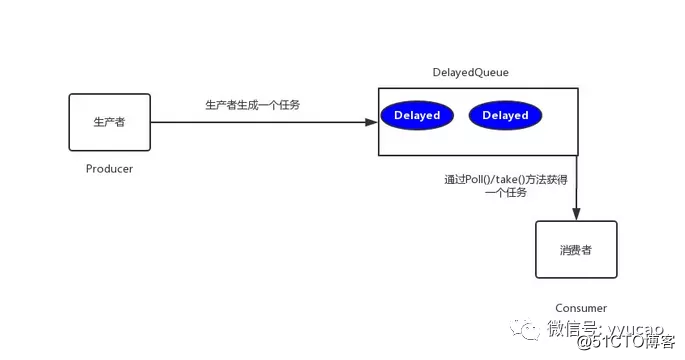 DelayedQueue
生产者
生产者生成一个任务
Delayed
Delayed
Producer
通过Poll()/take()方法获得
一个任务
消费者
Consumer
微信号: yyucao
@51CTO博客